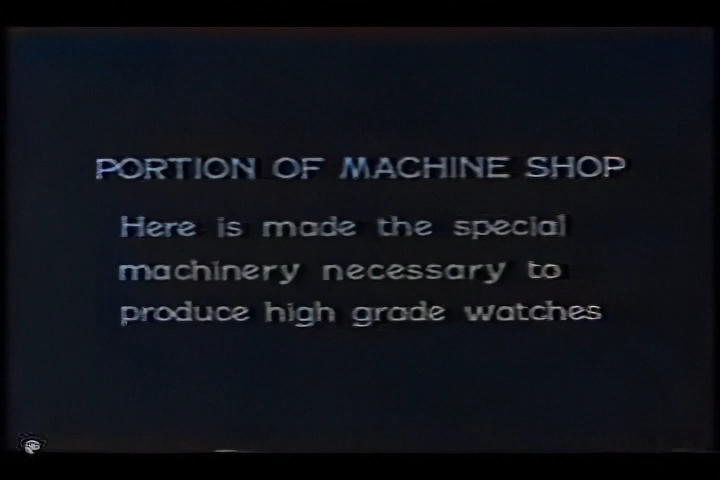 PORTION OF MACHINE SHOP
Here is made the special
machinery necessary to
produce high grade watches